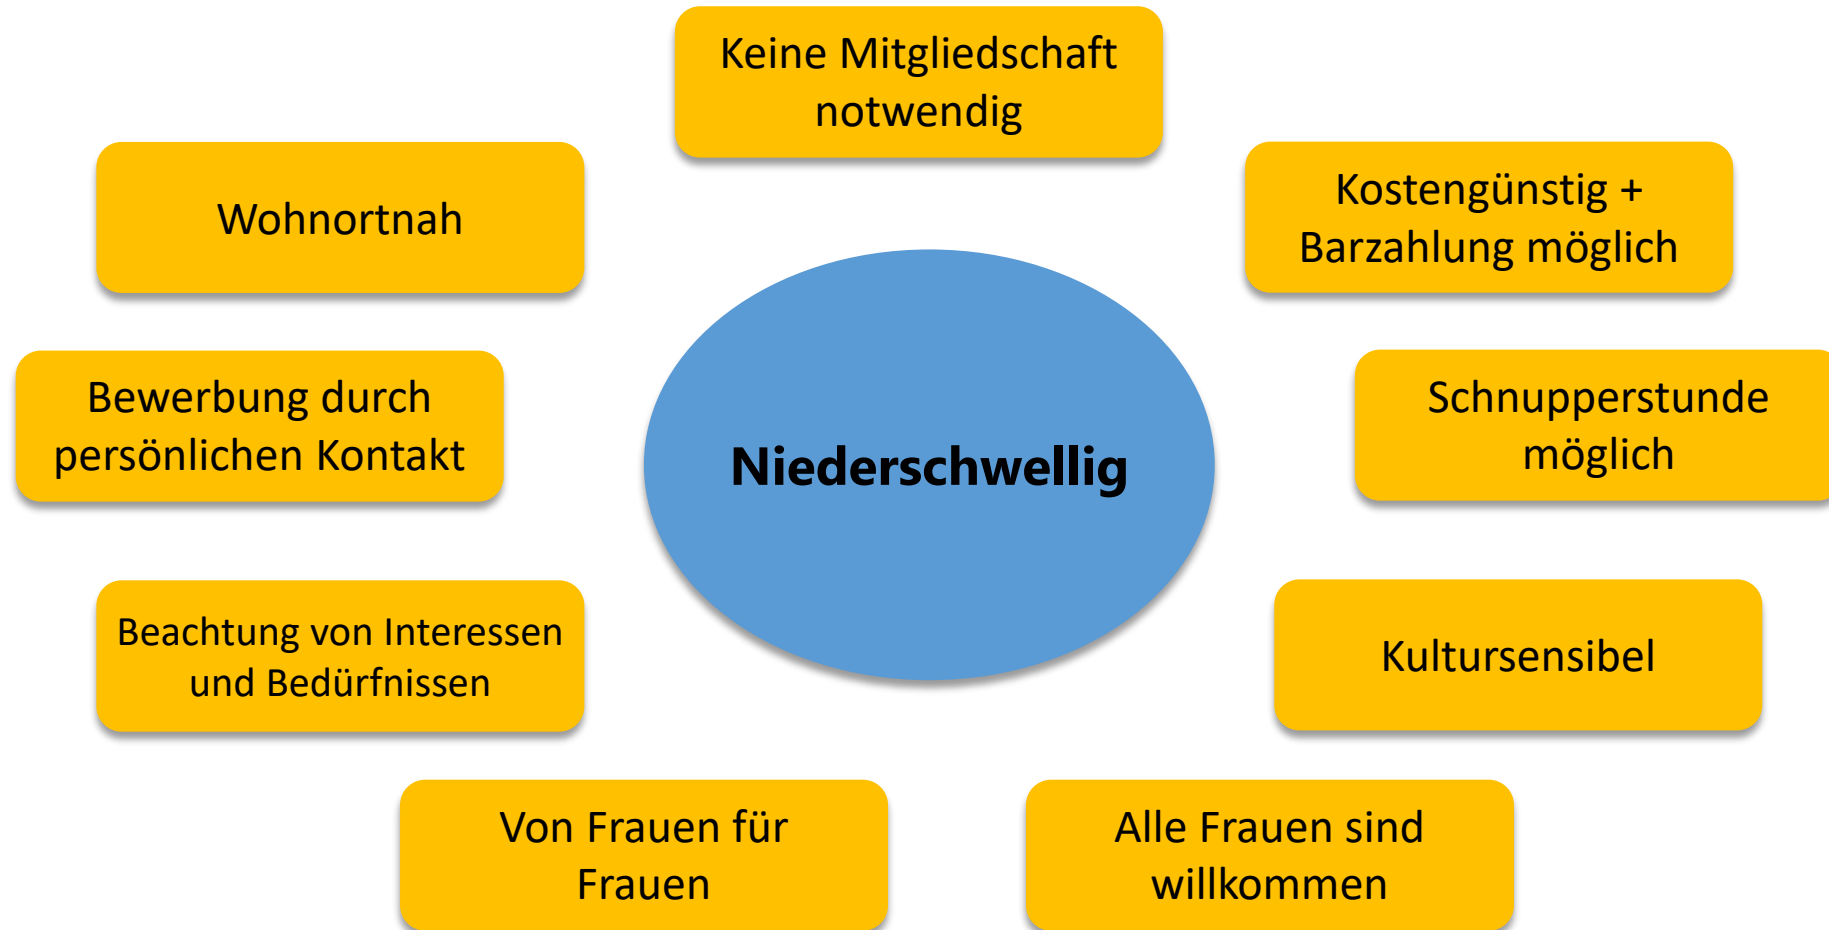 Keine Mitgliedschaft
notwendig
Wohnortnah
Kostengünstig +
Barzahlung möglich
Bewerbung durch
persönlichen Kontakt
Niederschwellig
Schnupperstunde
möglich
Beachtung von Interessen
und Bedürfnissen
Kultursensibel
Von Frauen für
Frauen
Alle Frauen sind
willkommen